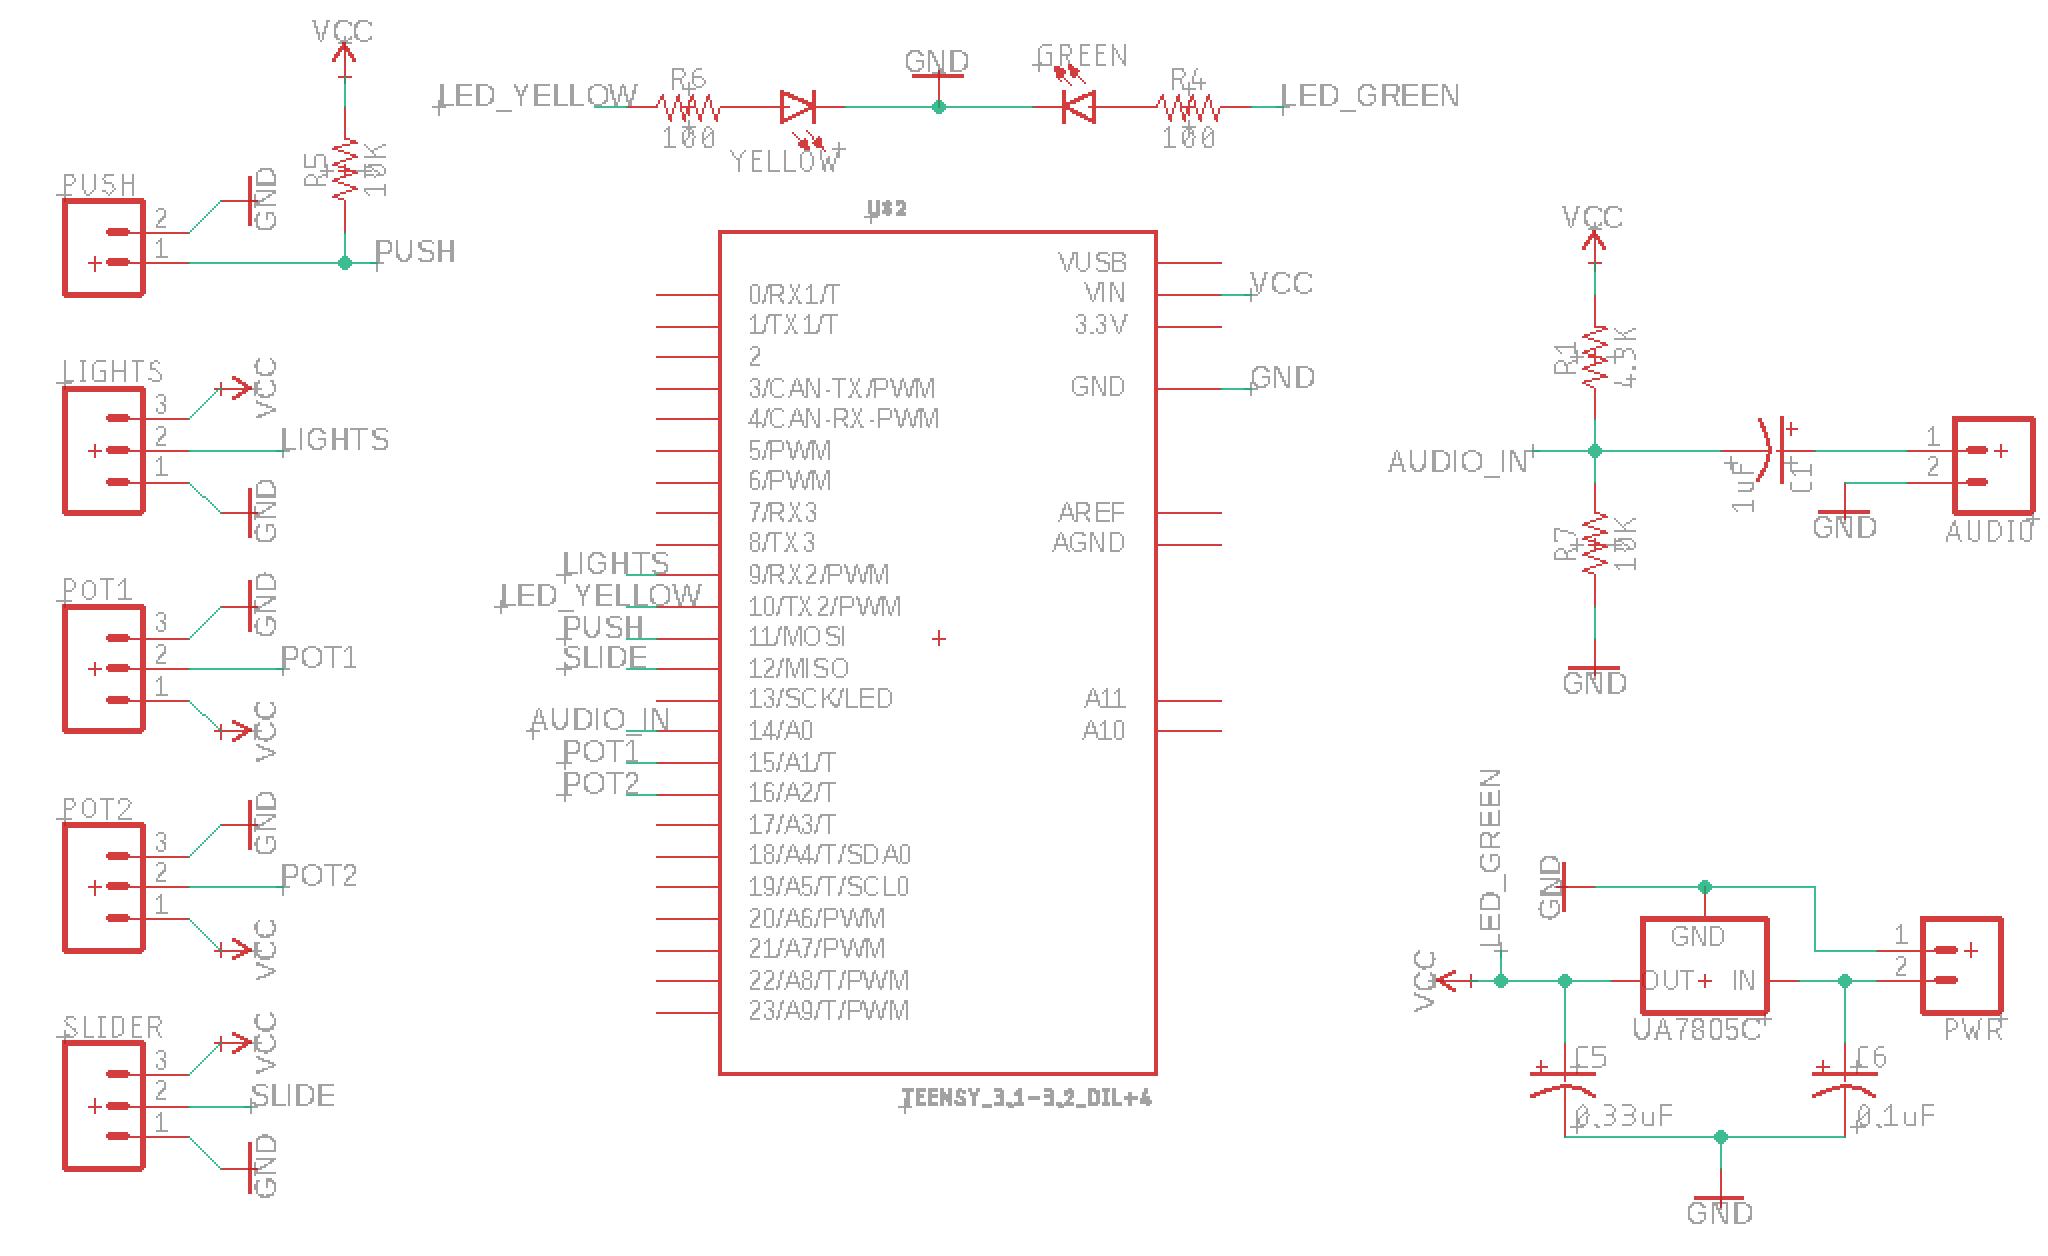 VCC
R5
10K
PUSH
2
1
GND
PUSH
LED_YELLOW
R6
100
YELLOW
GND
GREEN
R4
100
LED_GREEN
LIGHTS
3
2
1
VCC
LIGHTS
GND
POT1
3
2
1
GND
POT1
VCC
POT2
3
2
1
GND
POT2
VCC
SLIDER
3
2
1
VCC
SLIDE
GND
U$2
0/RX1/T
1/TX1/T
2
3/CAN-TX/PWM
4/CAN-RX-PWM
5/PWM
6/PWM
7/RX3
8/TX3
LIGHTS 9/RX2/PWM
LED_YELLOW 10/TX2/PWM
PUSH 11/MOSI
SLIDE 12/MISO
13/SCK/LED
AUDIO_IN 14/A0
POT1 15/A1/T
POT2 16/A2/T
17/A3/T
18/A4/T/SDA0
19/A5/T/SCL0
20/A6/PWM
21/A7/PWM
22/A8/T/PWM
23/A9/T/PWM
VUSB
VIN VCC
3.3V
GND GND
AREF
AGND
A11
A10
TEENSY_3.1-3.2_DIL+4
VCC
R1
4.3K
AUDIO_IN
R7
10K
GND
1uF
C1
1
2
GND
AUDIO
LED_GREEN
GND
VCC
GND
OUT IN
UA7805C
1
2
PWR
C5
0.33uF
C6
0.1uF
GND